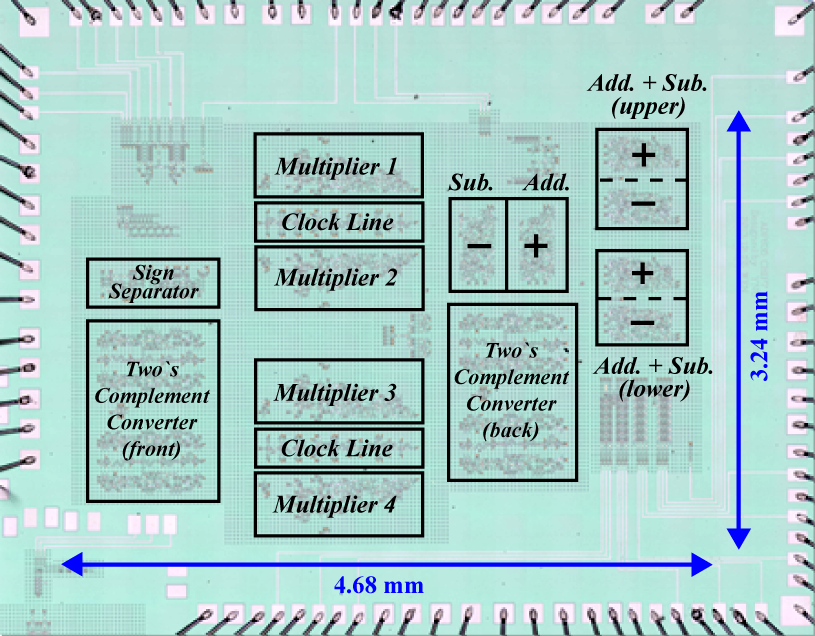 Add. + Sub.
(upper)
Multiplier 1
+
Sub.
Add.
−
Clock Line
−
+
Sign
Separator
Multiplier 2
+
−
Two`s
Complement
Converter
(front)
Two`s
Complement
Converter
(back)
3.24 mm
Add. + Sub.
(lower)
Multiplier 3
Clock Line
Multiplier 4
4.68 mm